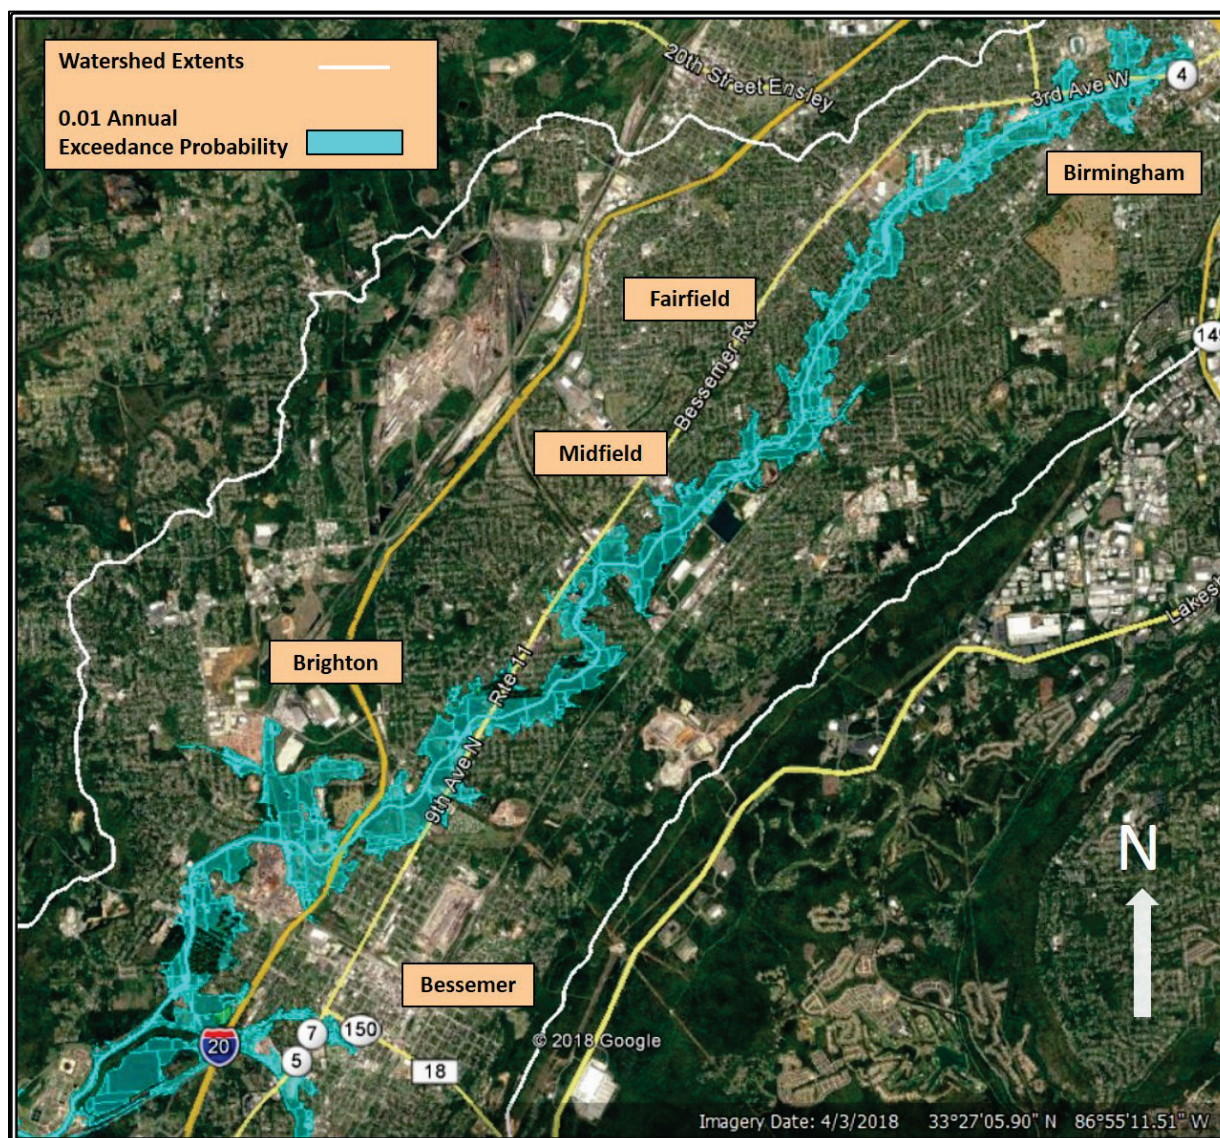 Watershed Extents
0.01 Annual
Exceedance Probability
20th Street Ensley
3rd Ave W
4
Birmingham
Fairfield
149
Bessemer Rd
Midfield
Lakesh
Brighton
Rte 11
9th Ave N
N
Bessemer
20
7
150
5
18
© 2018 Google
Imagery Date: 4/3/2018 33°27'05.90" N 86°55'11.51" W